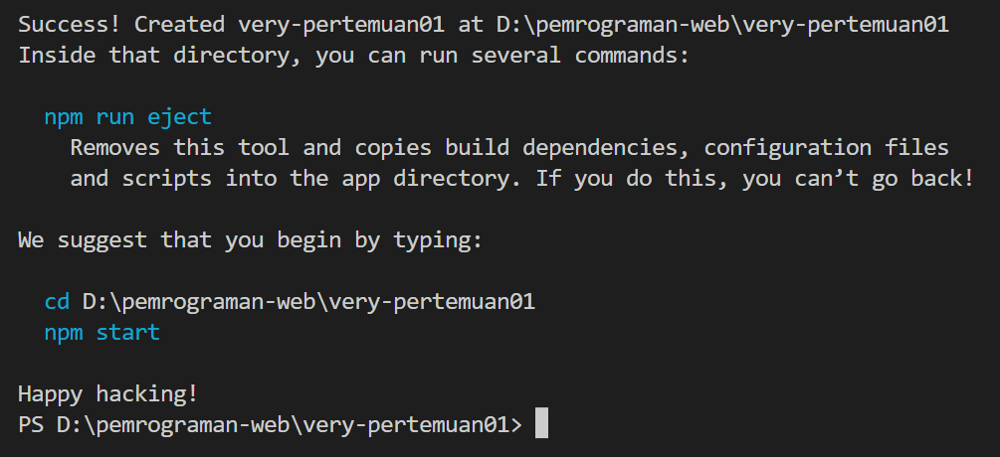 Success! Created very-pertemuan01 at D:\pemrograman-web\very-pertemuan01
Inside that directory, you can run several commands:
npm run eject
Removes this tool and copies build dependencies, configuration files
and scripts into the app directory. If you do this, you can’t go back!
We suggest that you begin by typing:
cd D:\pemrograman-web\very-pertemuan01
npm start
Happy hacking!
PS D:\pemrograman-web\very-pertemuan01>